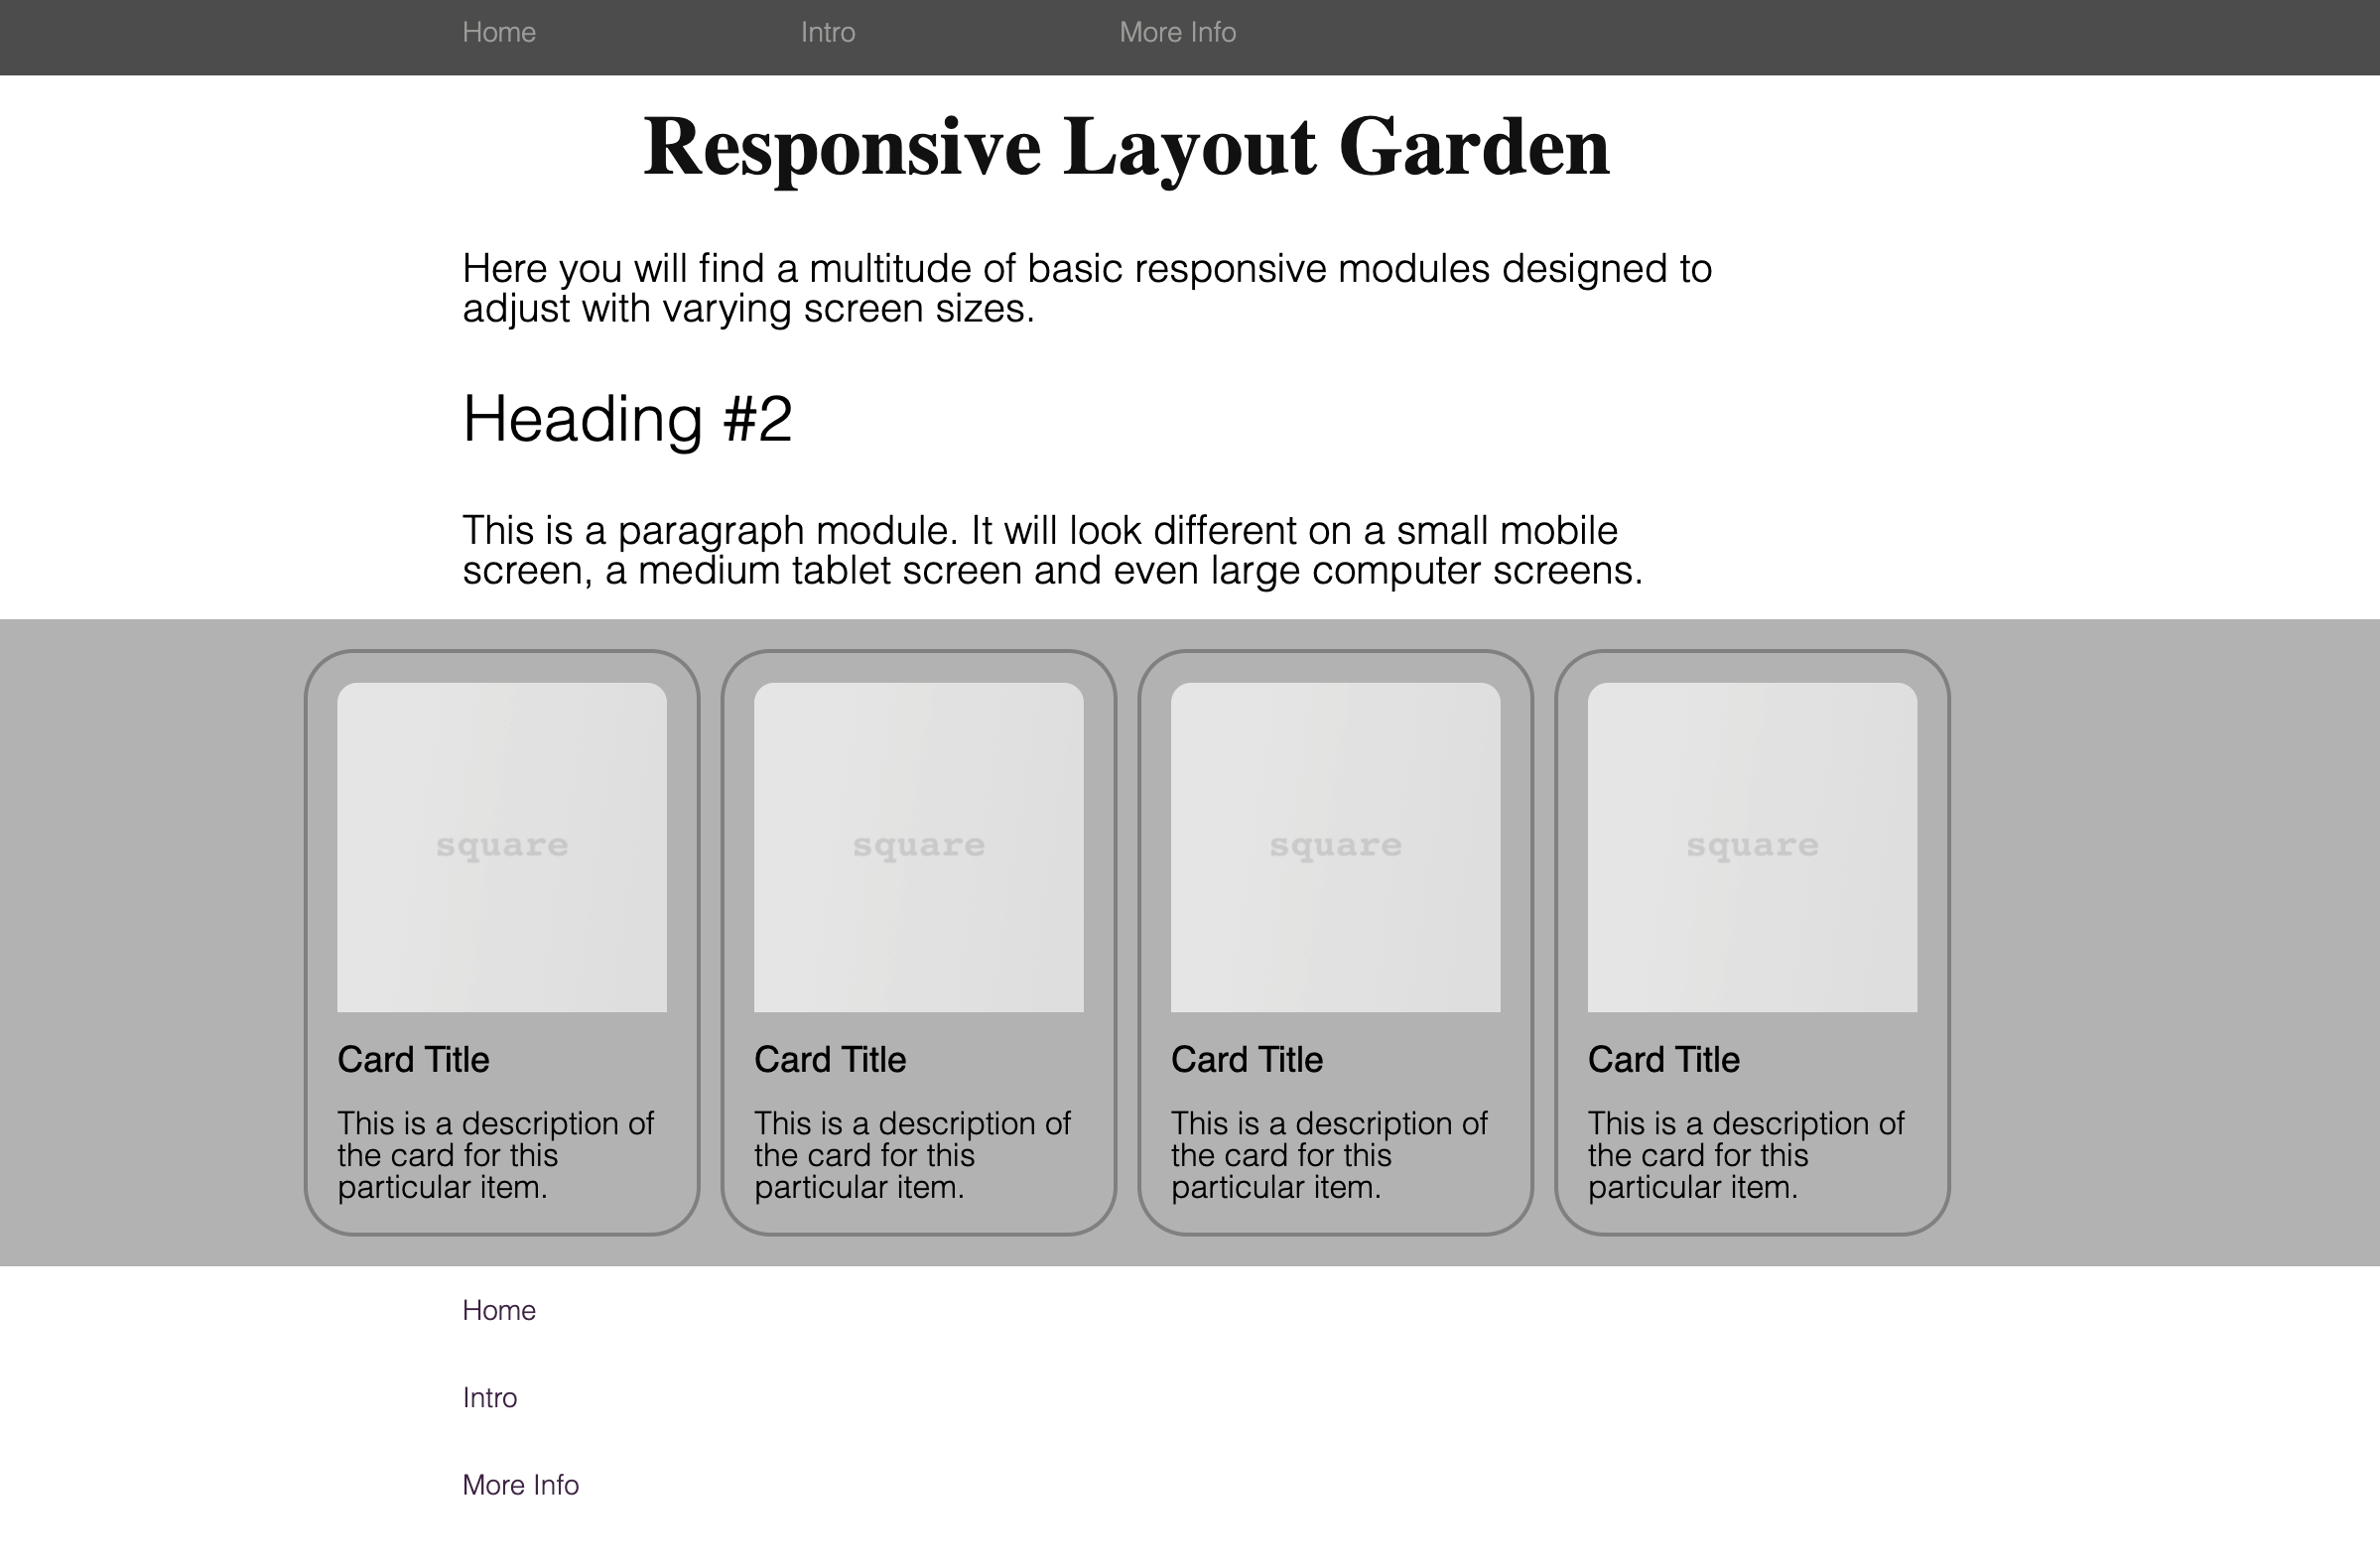 Home Intro More Info
Responsive Layout Garden
Here you will find a multitude of basic responsive modules designed to
adjust with varying screen sizes.
Heading #2
This is a paragraph module. It will look different on a small mobile
screen, a medium tablet screen and even large computer screens.
square
Card Title
This is a description of
the card for this
particular item.
square
Card Title
This is a description of
the card for this
particular item.
square
Card Title
This is a description of
the card for this
particular item.
square
Card Title
This is a description of
the card for this
particular item.
Home
Intro
More Info